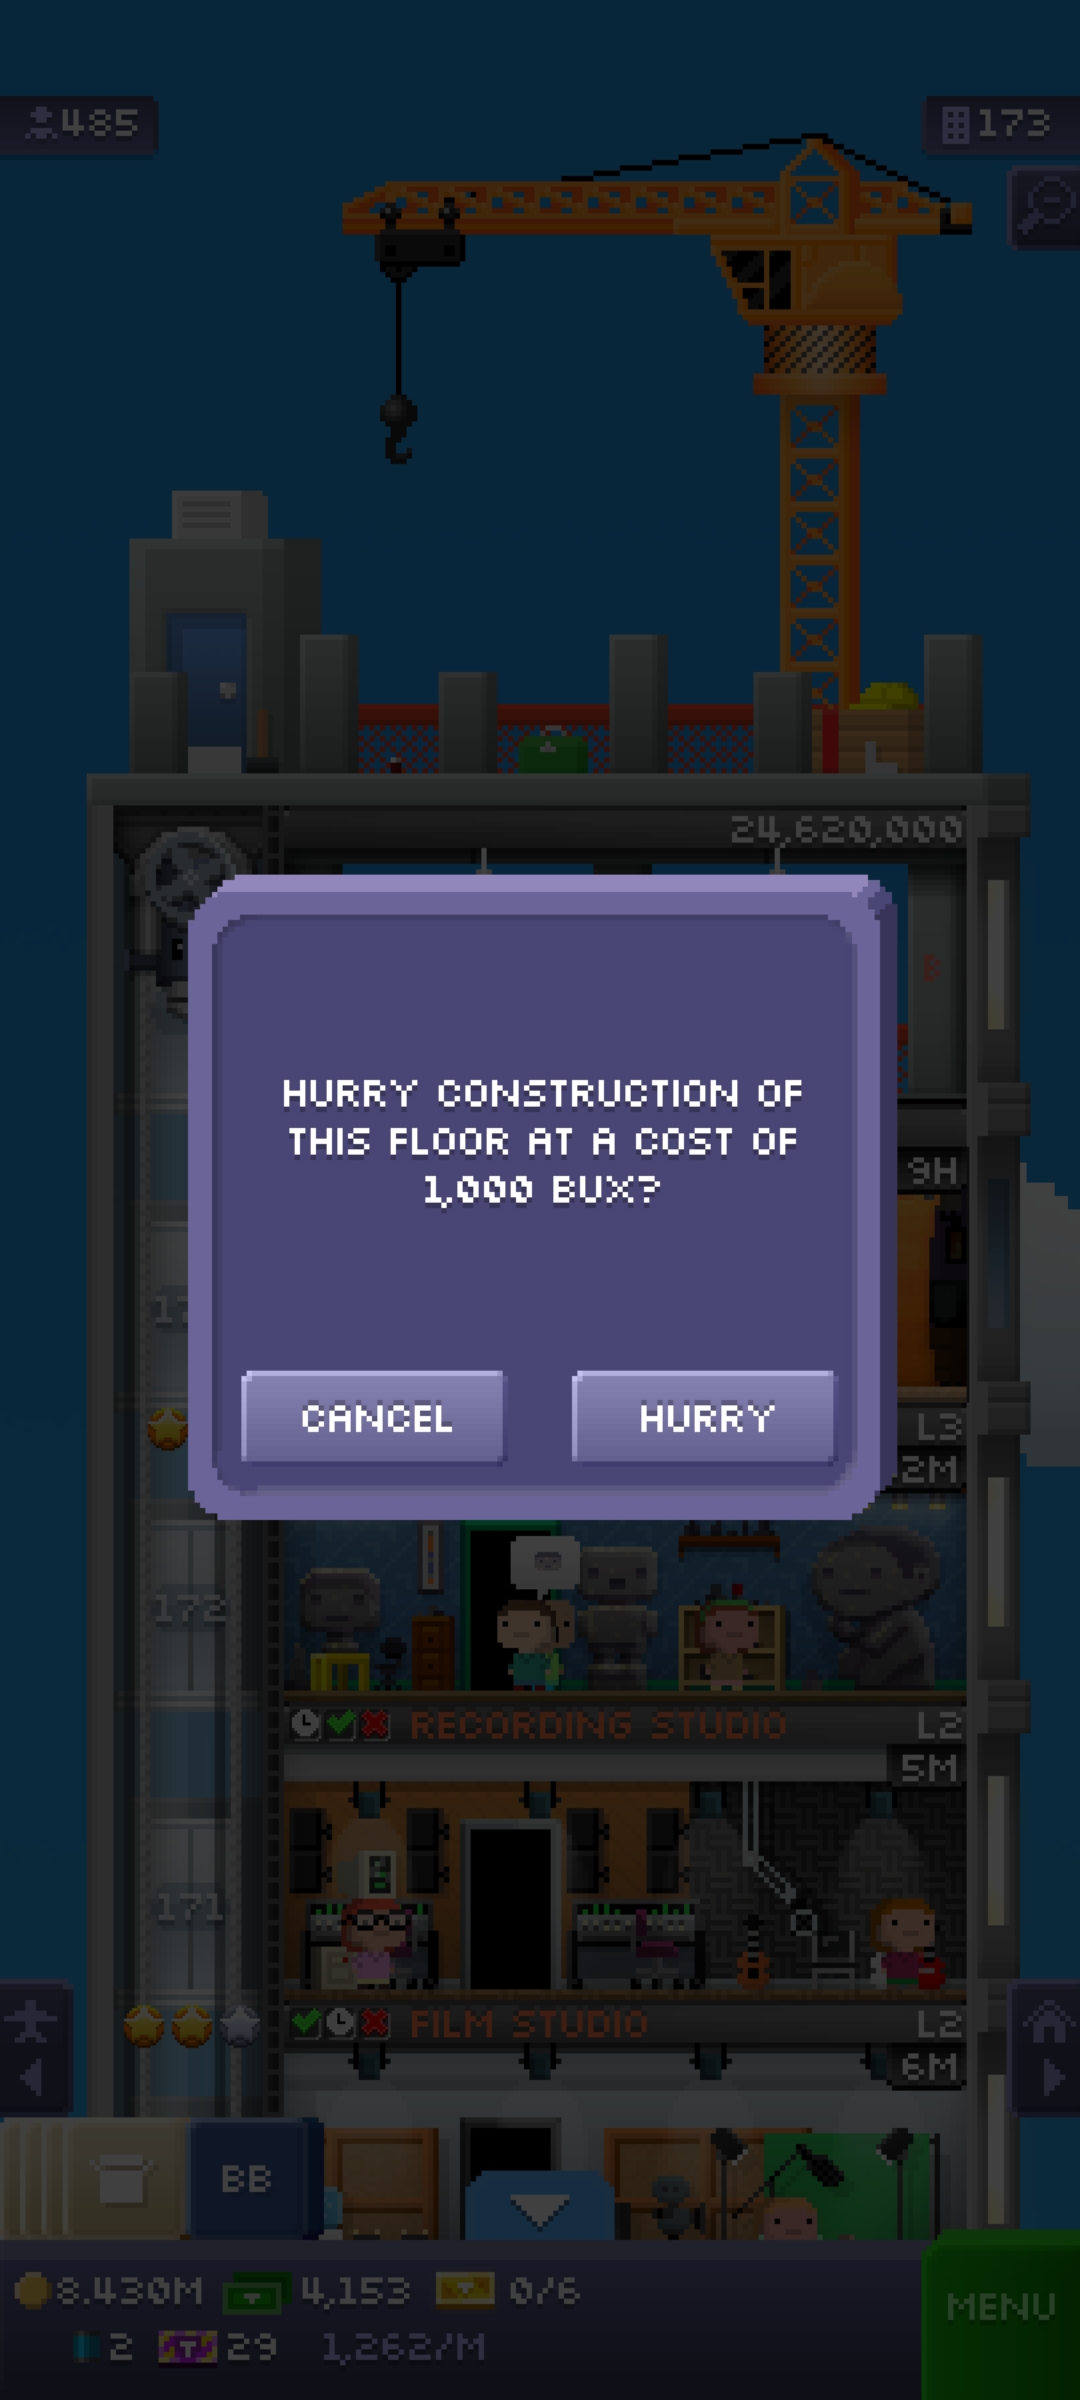 485
173
24,620,000
B
HURRY CONSTRUCTION OF
THIS FLOOR AT A COST OF
1,000 BUX?
9H
CANCEL
HURRY
L3
2M
172
RECORDING STUDIO
L2
5M
171
FILM STUDIO
L2
6M
BB
8.430M
4,153
0/6
2
29
1,262/M
MENU